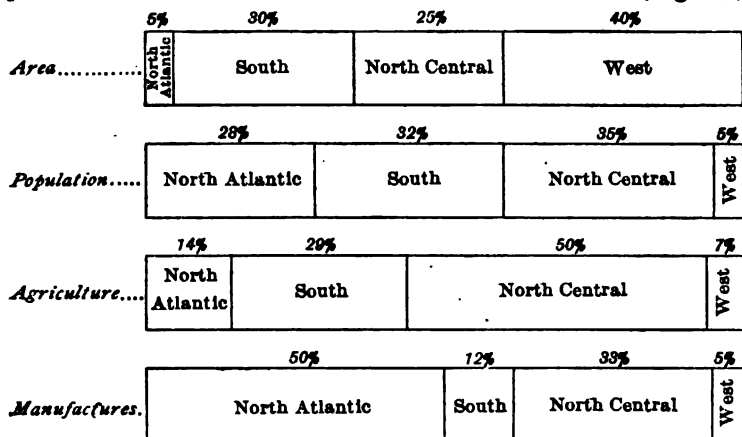 5% 30% 25% 40%
Area............. North Atlantic South North Central West
28% 32% 35% 5%
Population..... North Atlantic South North Central West
14% 29% 50% 7%
Agriculture.... North Atlantic South North Central West
50% 12% 33% 5%
Manufactures. North Atlantic South North Central West